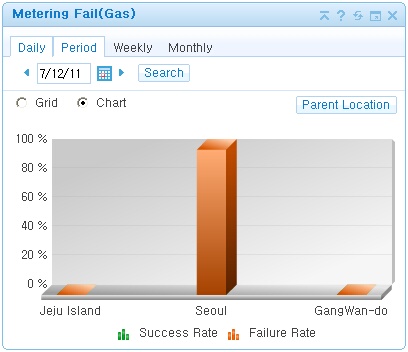 Metering Fail(Gas)
Daily Period Weekly Monthly
7/12/11 Search
Grid Chart Parent Location
100 %
80 %
60 %
40 %
20 %
0 %
Jeju Island Seoul GangWan-do
Success Rate Failure Rate